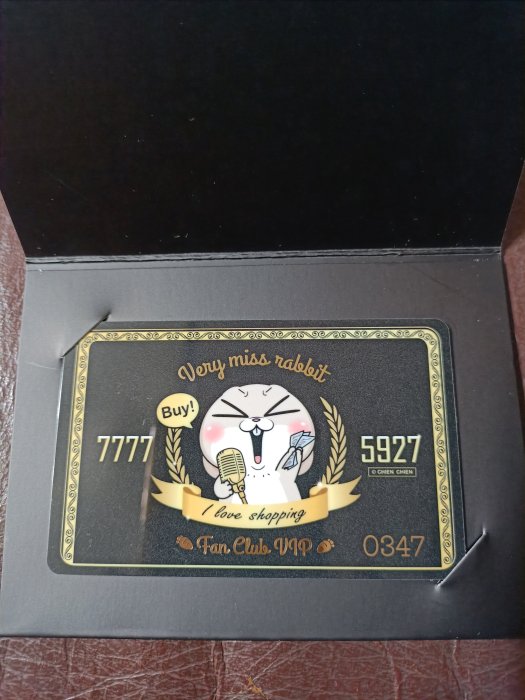 Very miss rabbit
Buy!
7777
5927
© CHIEN CHIEN
I love shopping
Fan Club VIP
0347